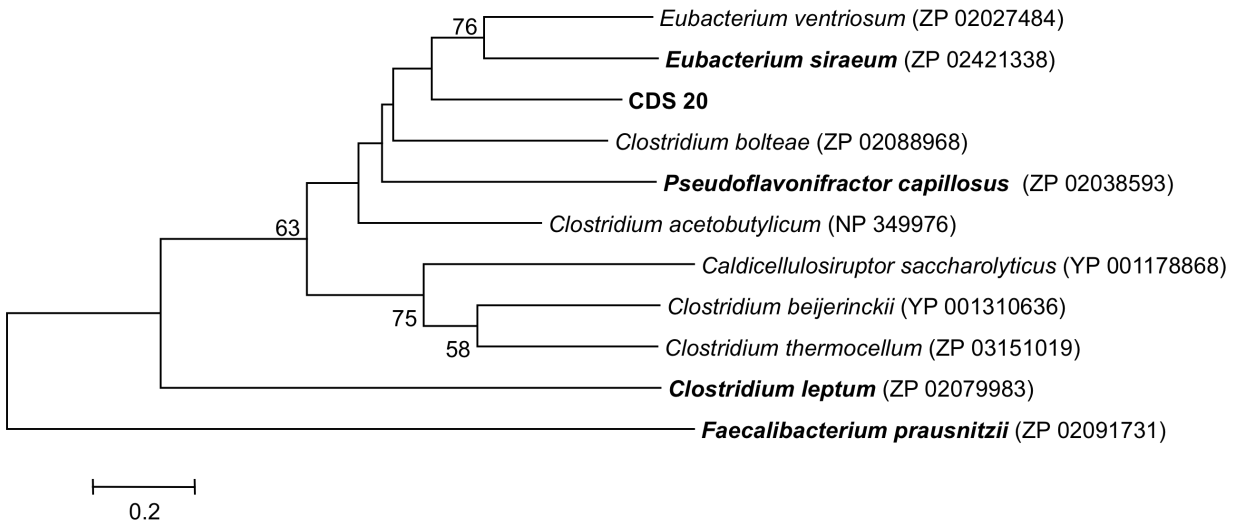 76
Eubacterium ventriosum (ZP 02027484)
Eubacterium siraeum (ZP 02421338)
CDS 20
Clostridium bolteae (ZP 02088968)
Pseudoflavonifractor capillosus (ZP 02038593)
Clostridium acetobutylicum (NP 349976)
63
Caldicellulosiruptor saccharolyticus (YP 001178868)
Clostridium beijerinckii (YP 001310636)
75
Clostridium thermocellum (ZP 03151019)
58
Clostridium leptum (ZP 02079983)
Faecalibacterium prausnitzii (ZP 02091731)
0.2